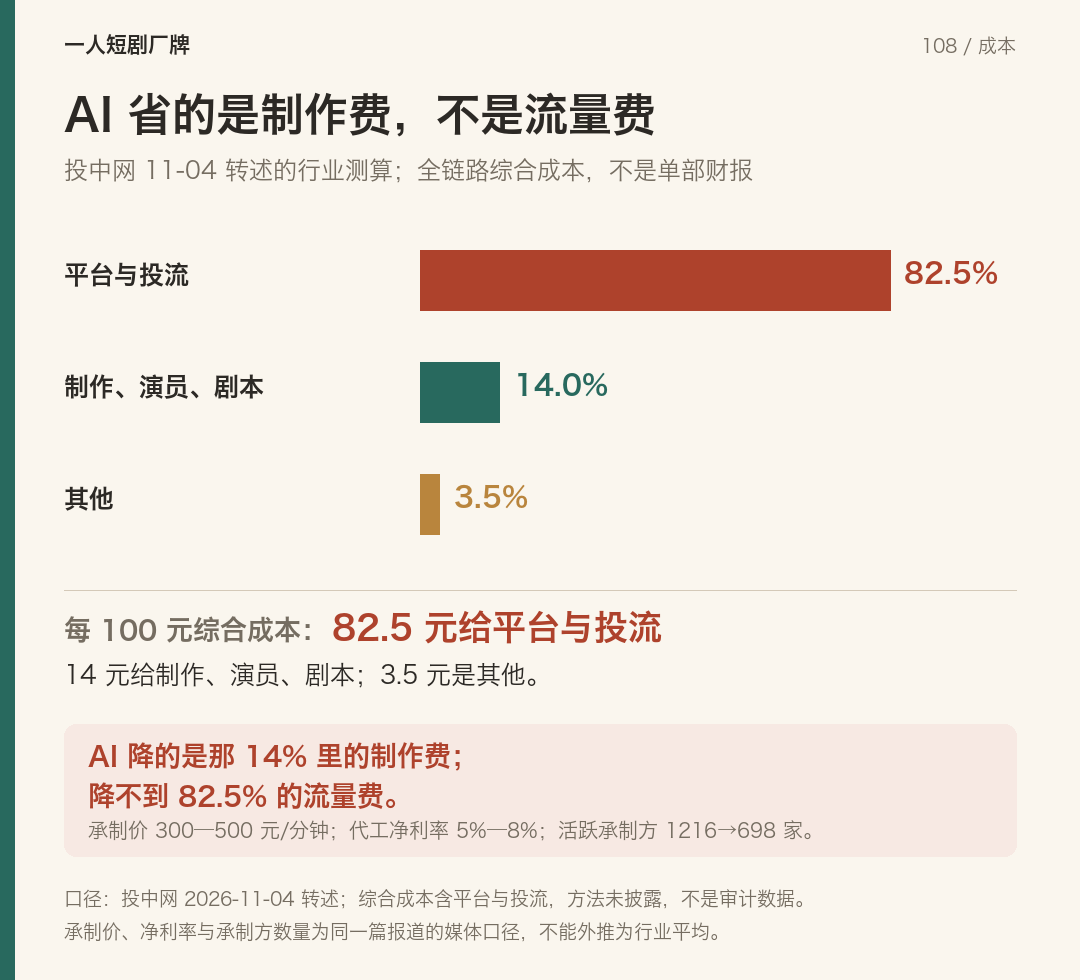 一人短剧厂牌
108 / 成本
AI 省的是制作费，不是流量费
投中网 11-04 转述的行业测算；全链路综合成本，不是单部财报
平台与投流
82.5%
制作、演员、剧本
14.0%
其他
3.5%
每 100 元综合成本：82.5 元给平台与投流
14 元给制作、演员、剧本；3.5 元是其他。
AI 降的是那 14% 里的制作费；
降不到 82.5% 的流量费。
承制价 300—500 元/分钟；代工净利率 5%—8%；活跃承制方 1216→698 家。
口径：投中网 2026-11-04 转述；综合成本含平台与投流，方法未披露，不是审计数据。
承制价、净利率与承制方数量为同一篇报道的媒体口径，不能外推为行业平均。